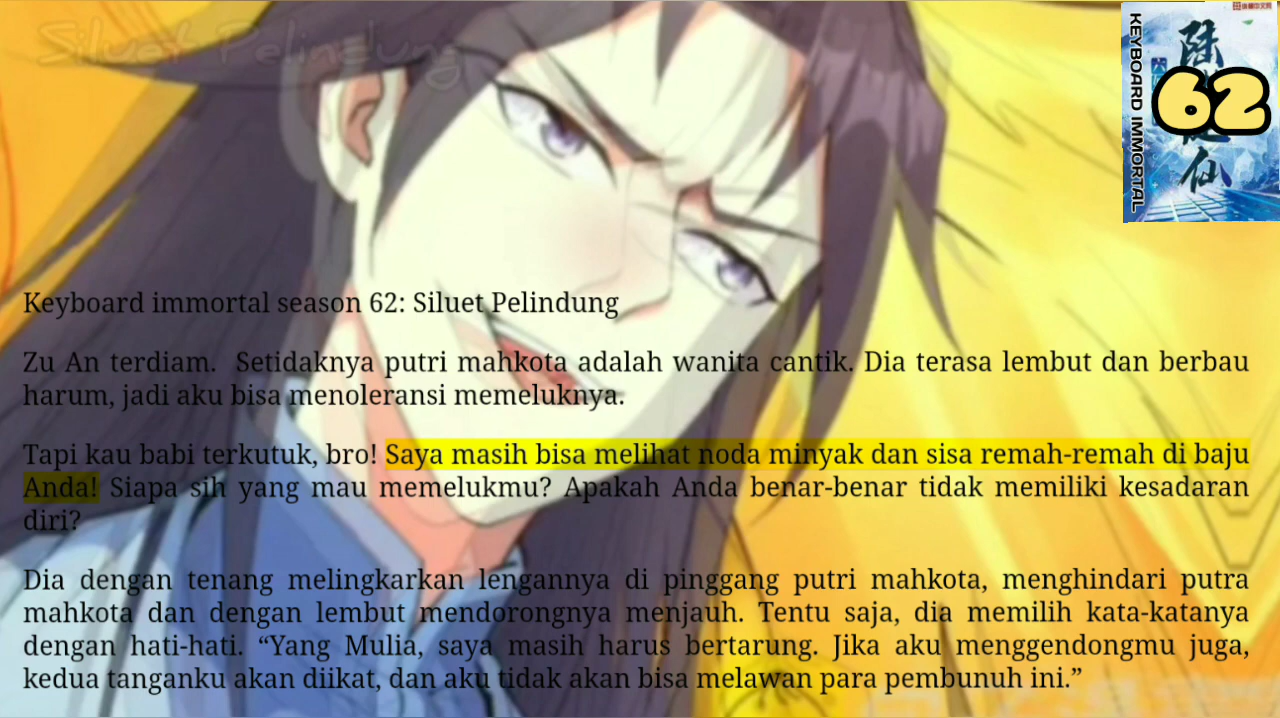 Siluet Pelindung
KEYBOARD IMMORTAL
62
仙
Keyboard immortal season 62: Siluet Pelindung
Zu An terdiam.  Setidaknya putri mahkota adalah wanita cantik. Dia terasa lembut dan berbau
harum, jadi aku bisa menoleransi memeluknya.
Tapi kau babi terkutuk, bro! Saya masih bisa melihat noda minyak dan sisa remah-remah di baju
Anda! Siapa sih yang mau memelukmu? Apakah Anda benar-benar tidak memiliki kesadaran
diri?
Dia dengan tenang melingkarkan lengannya di pinggang putri mahkota, menghindari putra
mahkota dan dengan lembut mendorongnya menjauh. Tentu saja, dia memilih kata-katanya
dengan hati-hati. “Yang Mulia, saya masih harus bertarung. Jika aku menggendongmu juga,
kedua tanganku akan diikat, dan aku tidak akan bisa melawan para pembunuh ini.”